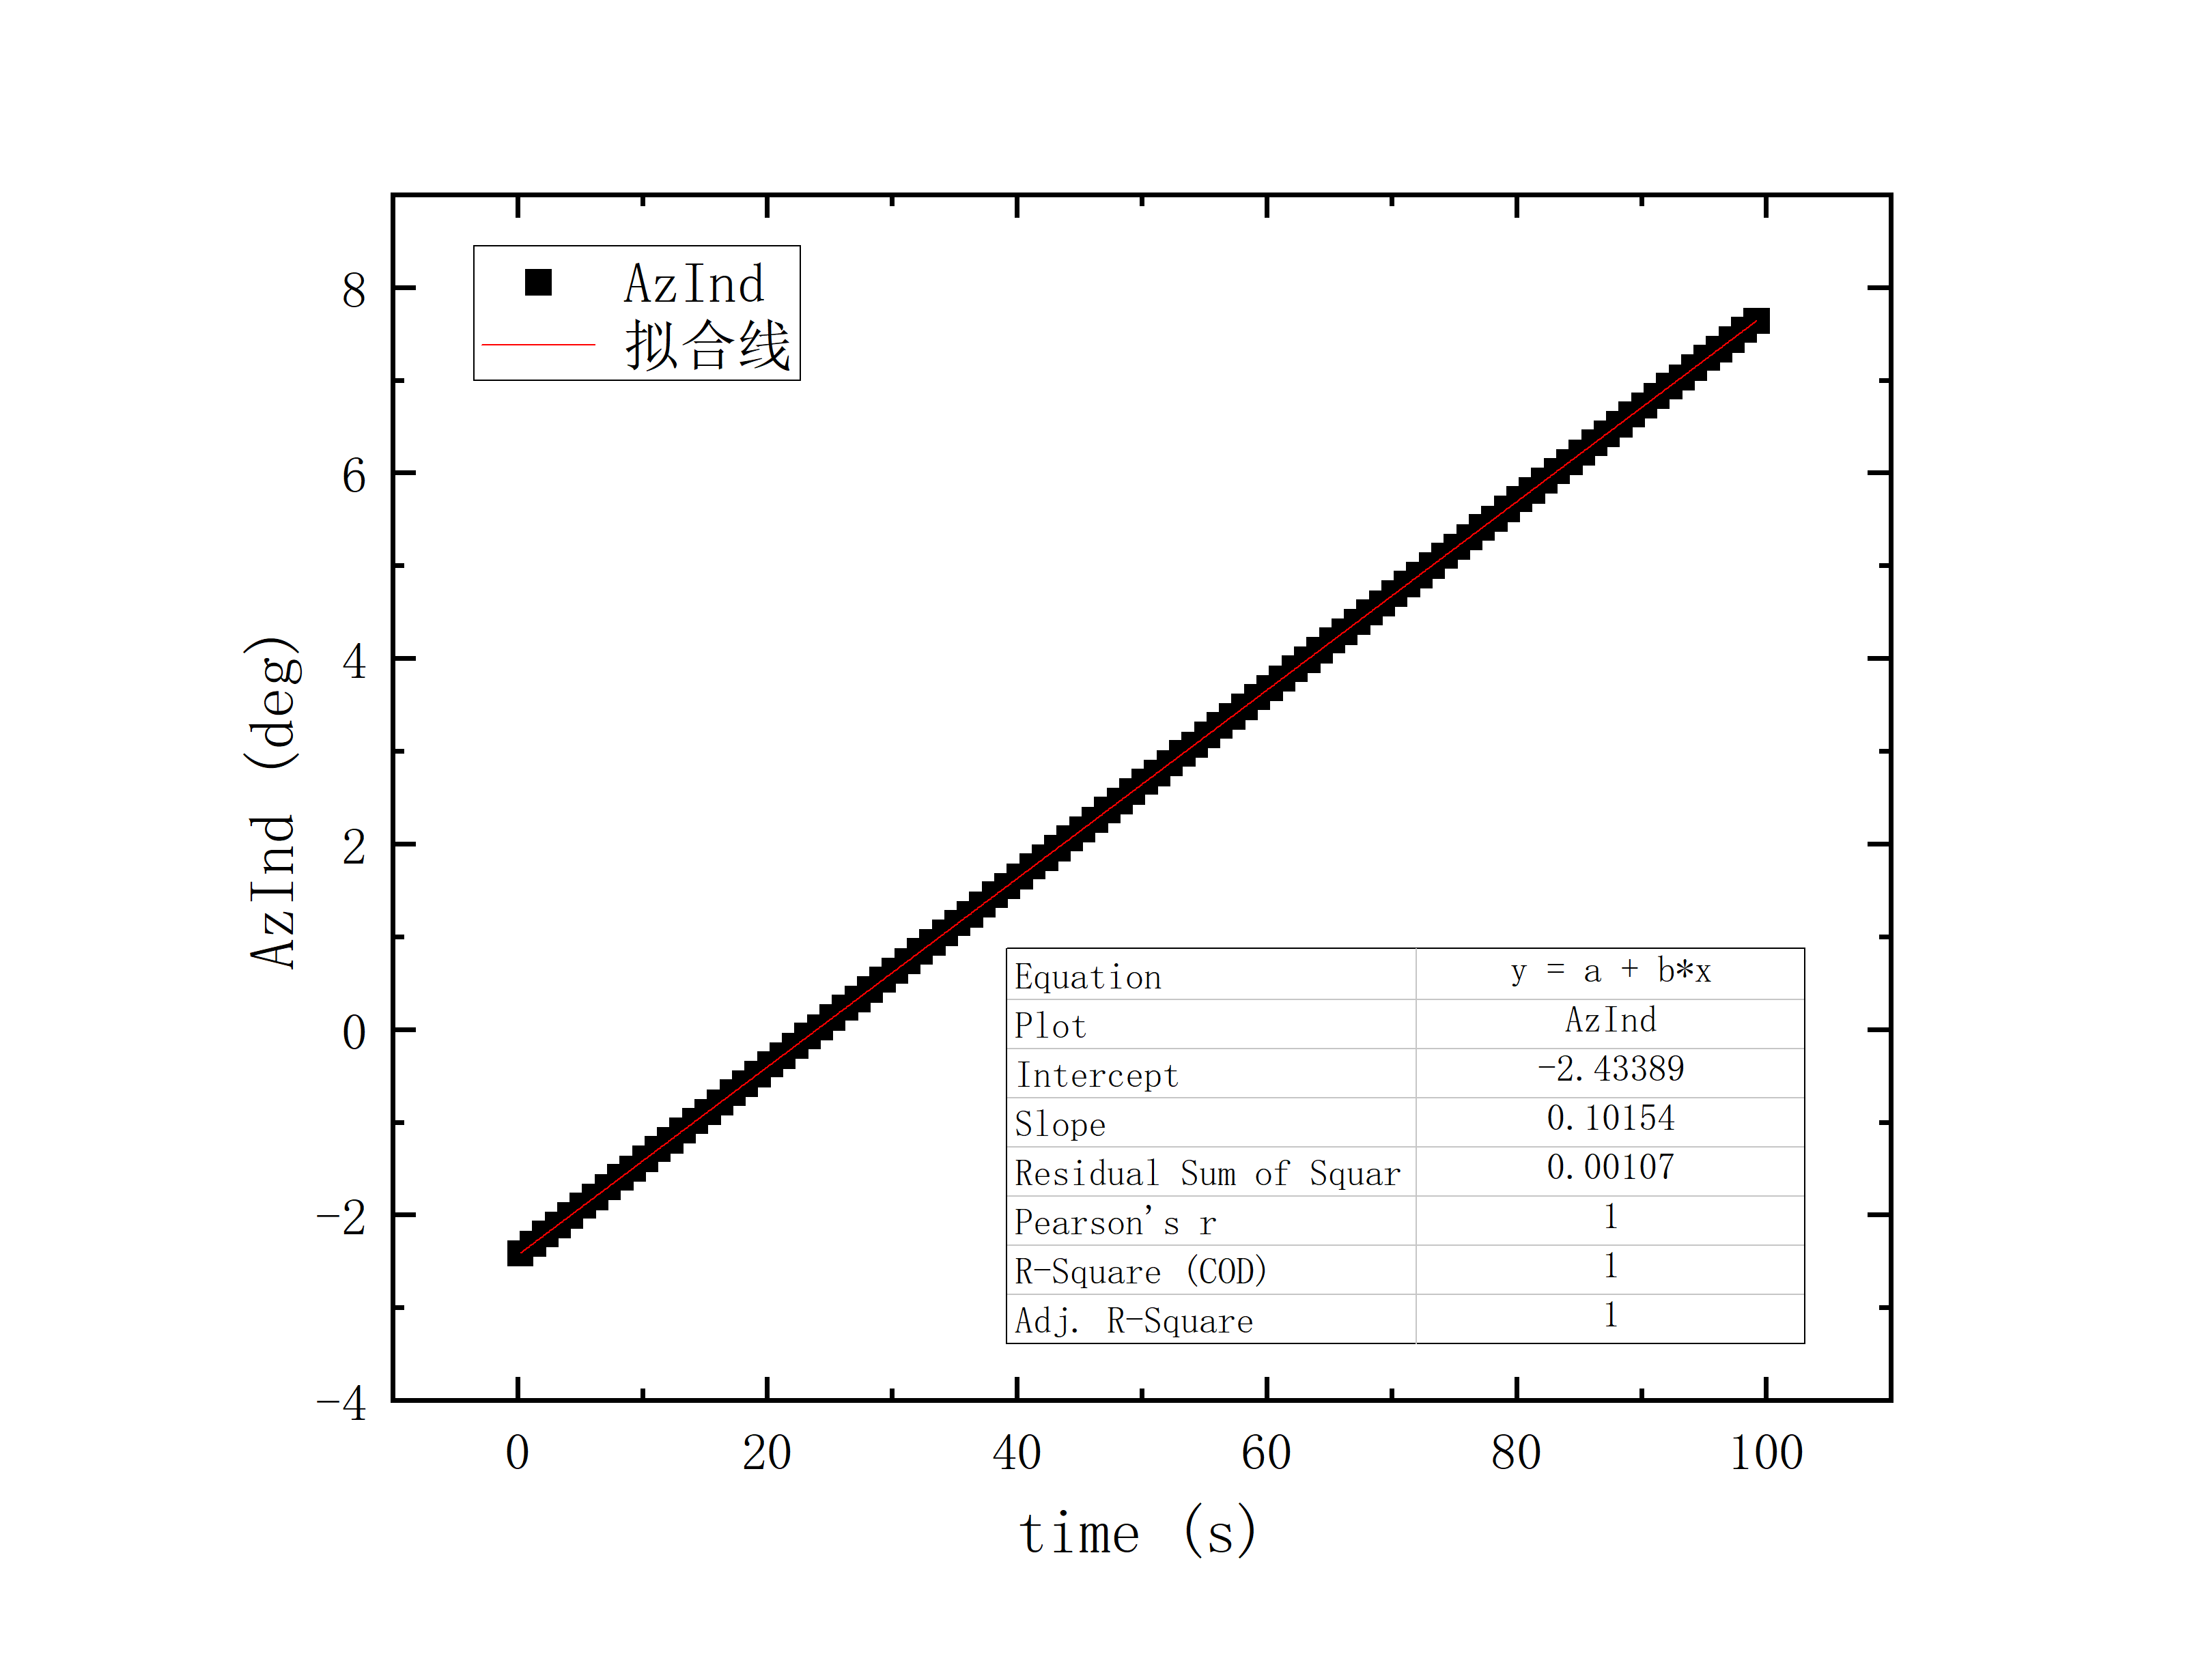 AzInd
拟合线
8
6
4
2
0
-2
-4
AzInd (deg)
Equation y = a + b*x
Plot AzInd
Intercept -2.43389
Slope 0.10154
Residual Sum of Squar 0.00107
Pearson's r 1
R-Square (COD) 1
Adj. R-Square 1
0 20 40 60 80 100
time (s)